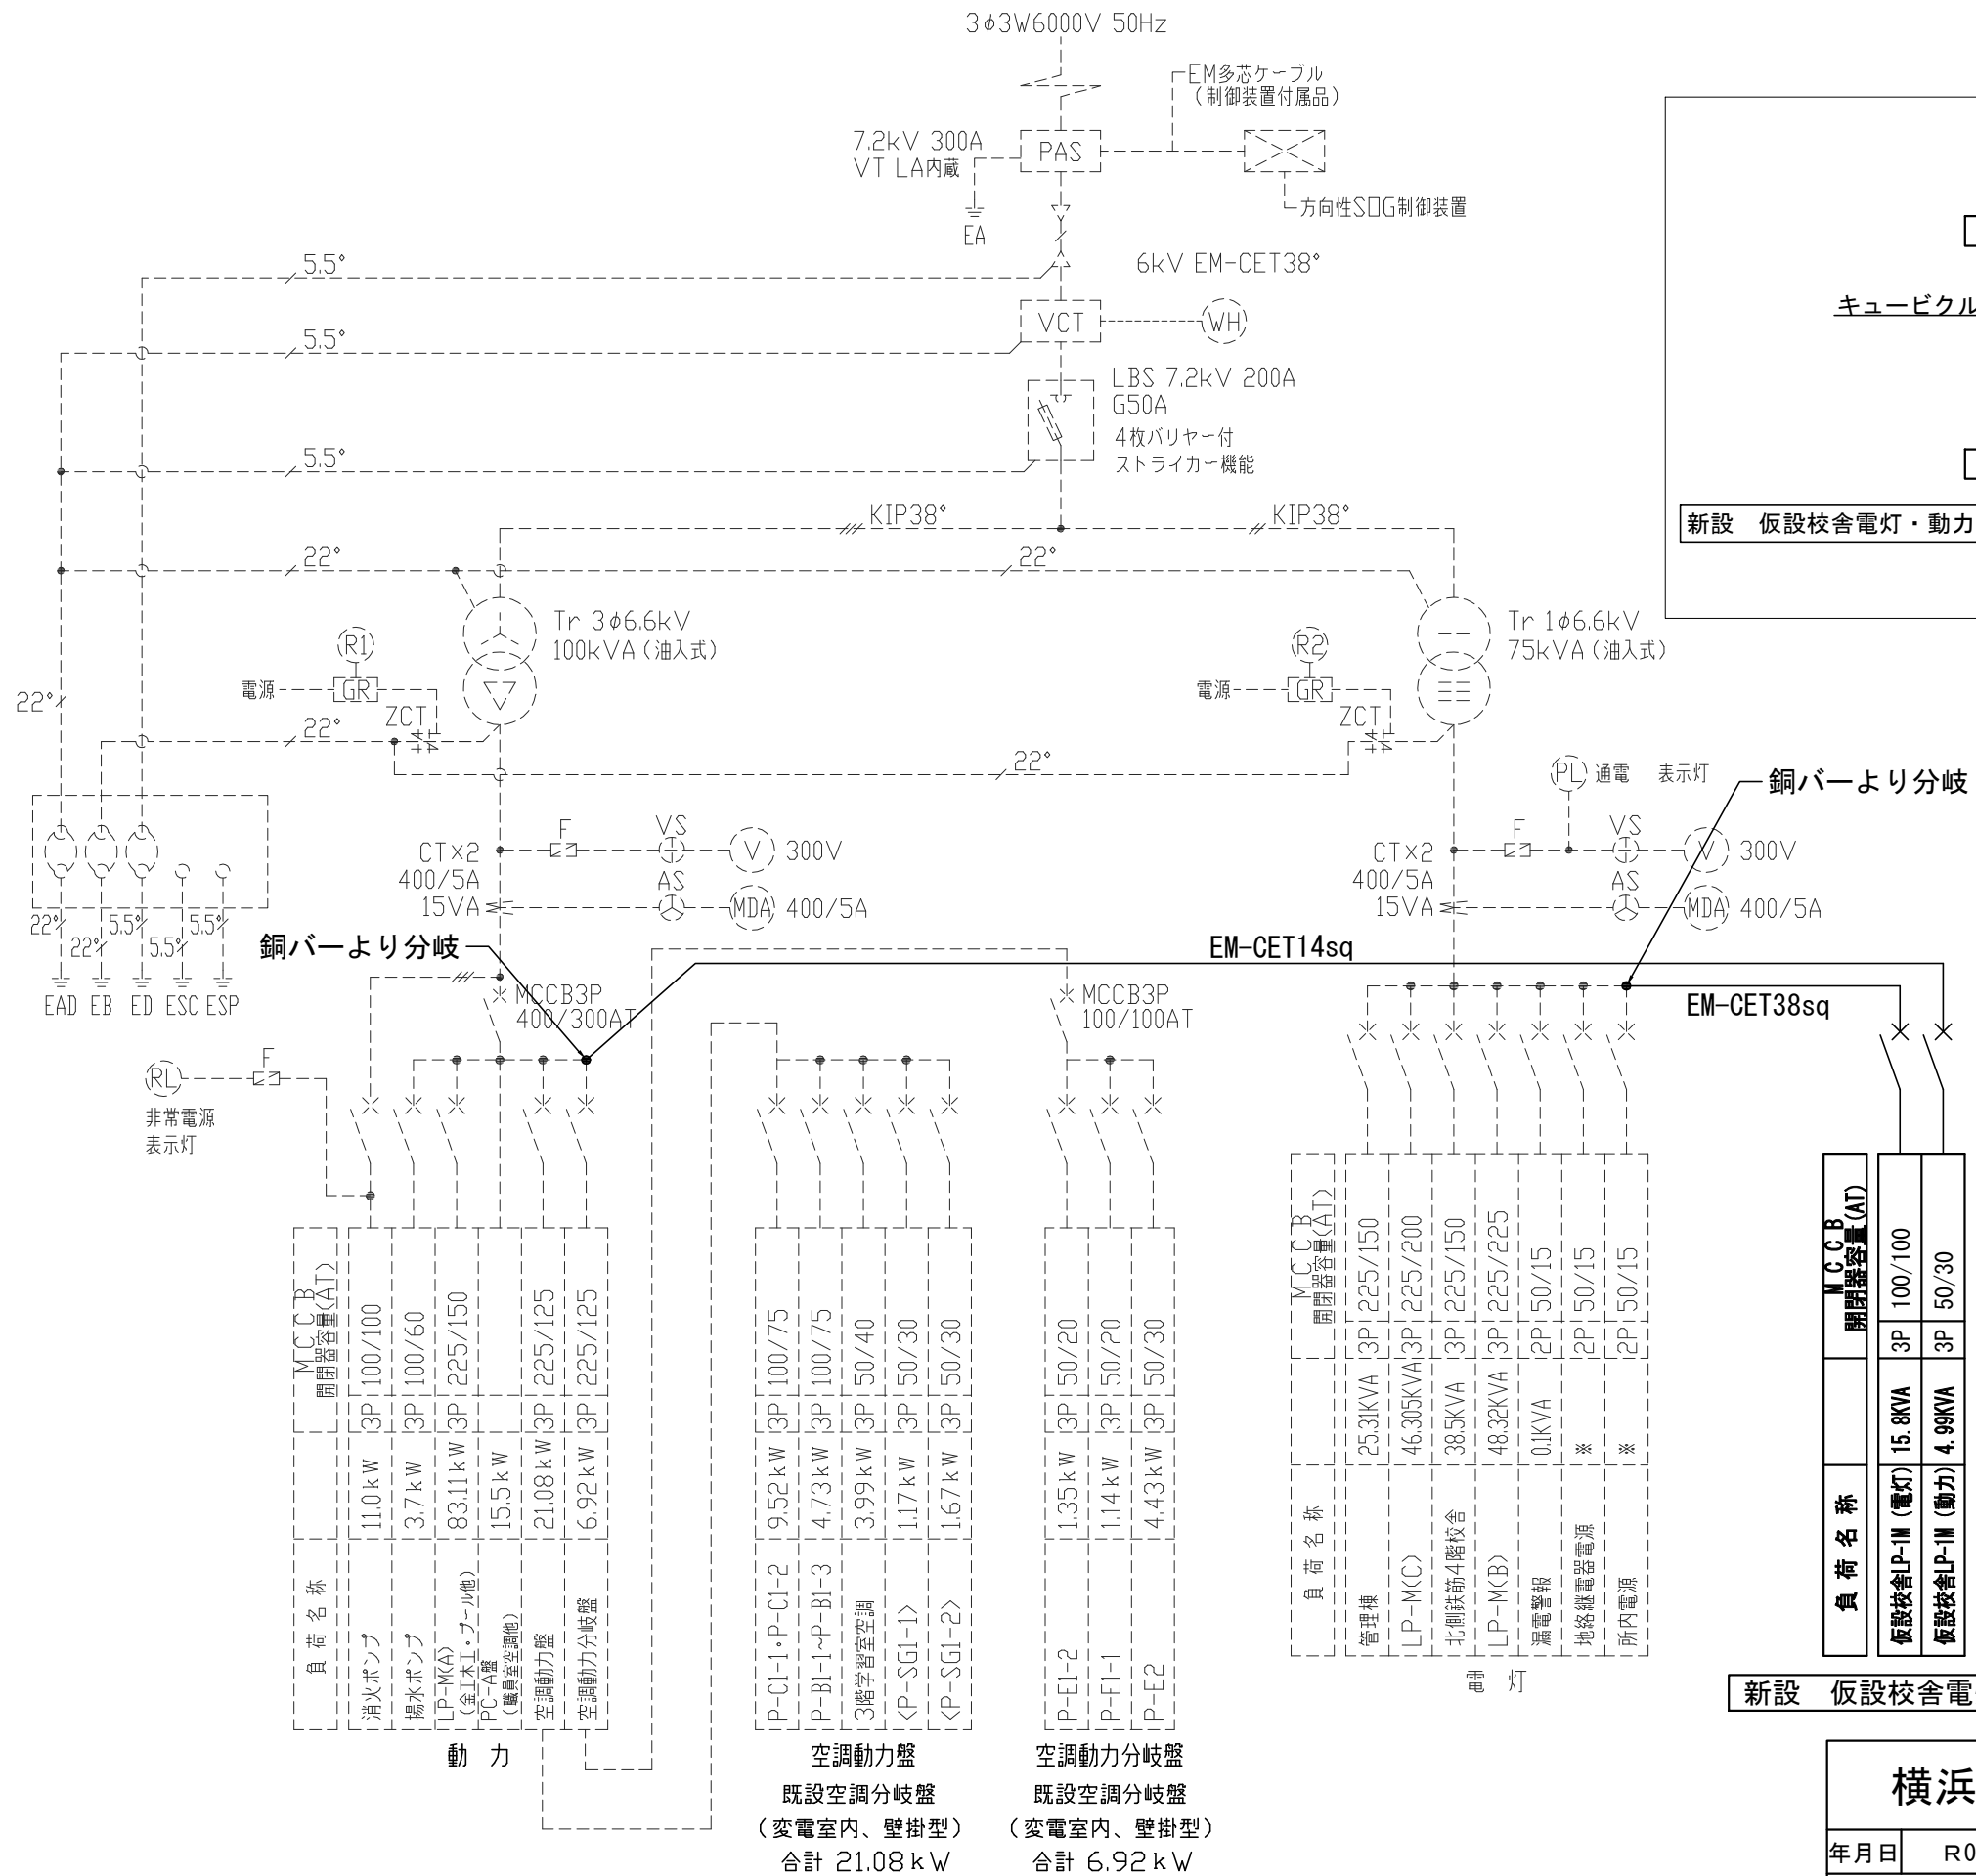 3φ3W6000V 50Hz
EM多芯ケーブル
（制御装置付属品）
7.2kV 300A
VT LA内蔵
PAS
方向性SOG制御装置
EA
5.5°
6kV EM-CET38°
キュービクル
5.5°
VCT
WH
LBS 7.2kV 200A
G50A
4枚バリヤー付
ストライカー機能
5.5°
KIP38°
KIP38°
新設 仮設校舎電灯・動力
22°
22°
Tr 3φ6.6kV
100kVA（油入式）
Tr 1φ6.6kV
75kVA（油入式）
R1
R2
電源
GR
電源
GR
22°
ZCT
ZCT
22°
22°
PL
通電 表示灯
銅バーより分岐
F
VS
V
300V
CT×2
400/5A
15VA
AS
MDA
400/5A
F
VS
V
300V
CT×2
400/5A
15VA
AS
MDA
400/5A
22°
22°
5.5°
5.5°
5.5°
EAD
EB
ED
ESC
ESP
銅バーより分岐
EM-CET14sq
MCCB3P
400/300AT
MCCB3P
100/100AT
EM-CET38sq
RL
F
非常電源
表示灯
MCCB
開閉器容量(AT)
負荷名称
100/100
3P
11.0kW
消火ポンプ
100/60
3P
3.7kW
揚水ポンプ
225/150
3P
83.11kW
LP-M(A)
（金工木工・プール他）
15.5kW
PC-A盤
（職員室空調他）
225/125
3P
21.08kW
空調動力盤
225/125
3P
6.92kW
空調動力分岐盤
動 力
100/75
3P
9.52kW
P-C1-1・P-C1-2
100/75
3P
4.73kW
P-B1-1~P-B1-3
50/40
3P
3.99kW
3階学習室空調
50/30
3P
1.17kW
<P-SG1-1>
50/30
3P
1.67kW
<P-SG1-2>
空調動力盤
既設空調分岐盤
（変電室内、壁掛型）
合計 21.08kW
50/20
3P
1.35kW
P-E1-2
50/20
3P
1.14kW
P-E1-1
50/30
3P
4.43kW
P-E2
空調動力分岐盤
既設空調分岐盤
（変電室内、壁掛型）
合計 6.92kW
MCCB
開閉器容量(AT)
負荷名称
225/150
3P
25.31KVA
管理棟
225/200
3P
46.305KVA
LP-M(C)
225/150
3P
38.5KVA
北側鉄筋4階校舎
225/225
3P
48.32KVA
LP-M(B)
50/15
2P
0.1KVA
漏電警報
50/15
2P
※
地絡継電器電源
50/15
2P
※
所内電源
電 灯
MCCB
開閉器容量(AT)
負荷名称
100/100
3P
15.8KVA
仮設校舎LP-1M（電灯）
50/30
3P
4.99KVA
仮設校舎LP-1M（動力）
新設 仮設校舎電
横浜
年月日
R0